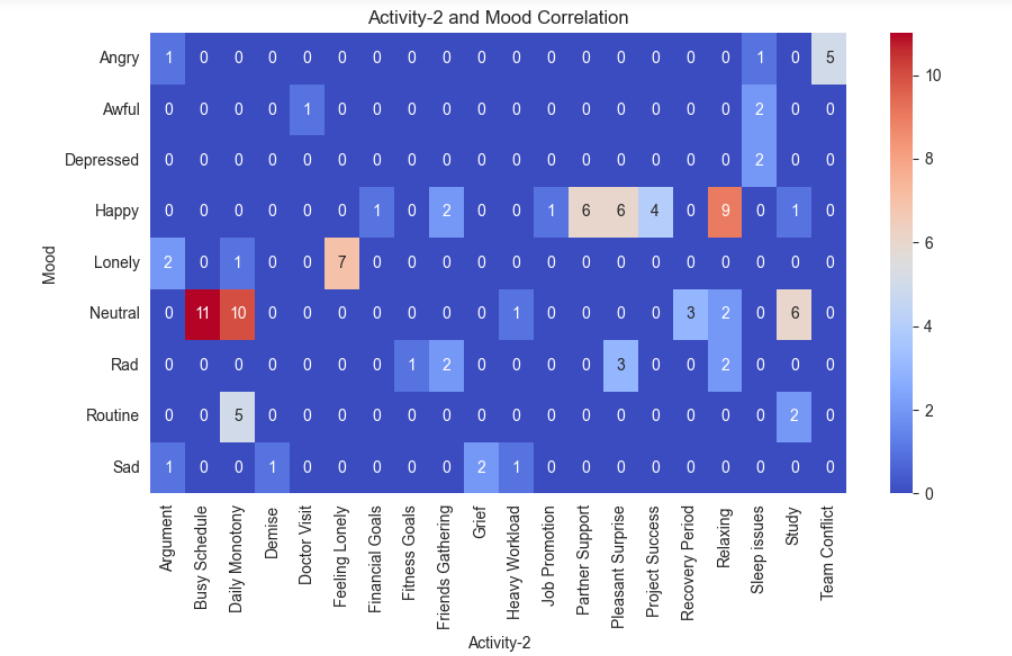 Activity-2 and Mood Correlation
Angry 1 0 0 0 0 0 0 0 0 0 0 0 0 0 0 0 0 1 0 5
Awful 0 0 0 0 1 0 0 0 0 0 0 0 0 0 0 0 0 2 0 0
Depressed 0 0 0 0 0 0 0 0 0 0 0 0 0 0 0 0 0 2 0 0
Happy 0 0 0 0 0 0 1 0 2 0 0 1 6 6 4 0 9 0 1 0
Lonely 2 0 1 0 0 7 0 0 0 0 0 0 0 0 0 0 0 0 0 0
Neutral 0 11 10 0 0 0 0 0 0 0 1 0 0 0 0 3 2 0 6 0
Rad 0 0 0 0 0 0 0 1 2 0 0 0 0 3 0 0 2 0 0 0
Routine 0 0 5 0 0 0 0 0 0 0 0 0 0 0 0 0 0 0 2 0
Sad 1 0 0 1 0 0 0 0 0 2 1 0 0 0 0 0 0 0 0 0
Mood
Argument
Busy Schedule
Daily Monotony
Demise
Doctor Visit
Feeling Lonely
Financial Goals
Fitness Goals
Friends Gathering
Grief
Heavy Workload
Job Promotion
Partner Support
Pleasant Surprise
Project Success
Recovery Period
Relaxing
Sleep issues
Study
Team Conflict
Activity-2
10
8
6
4
2
0